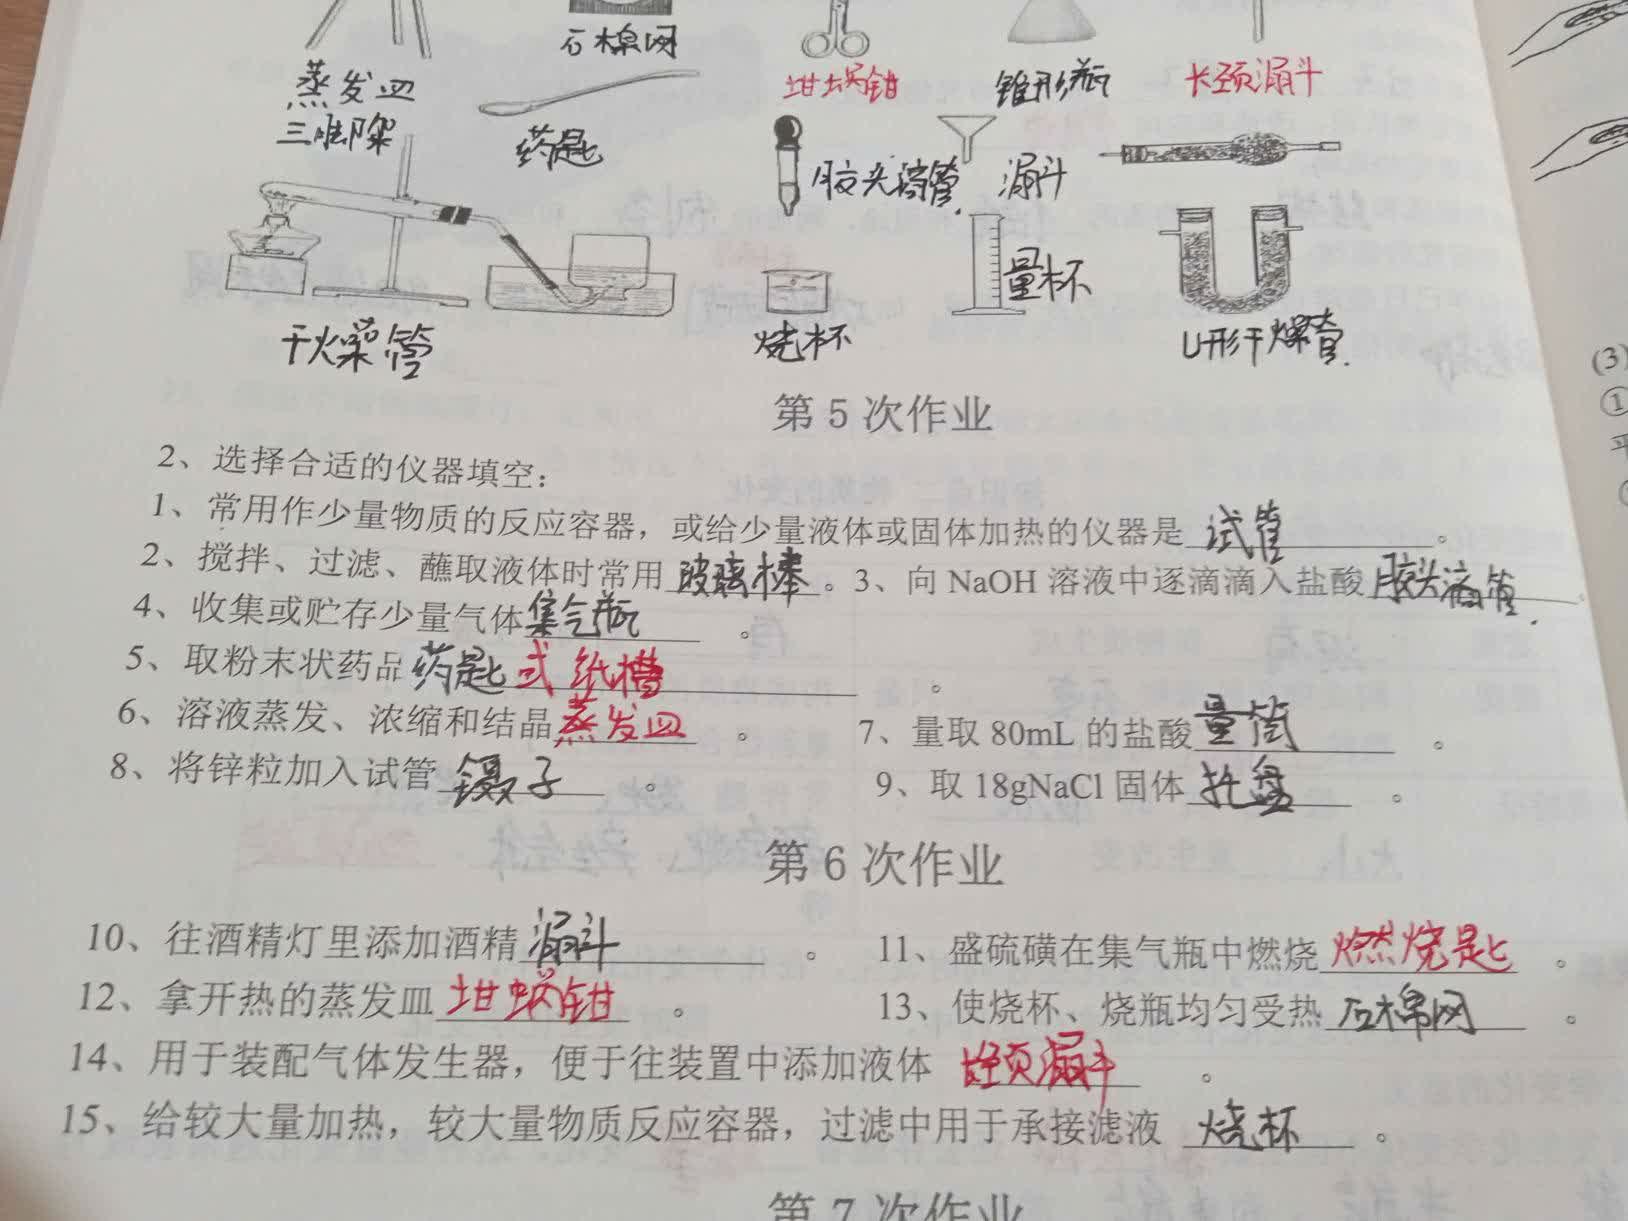 石棉网
蒸发皿
坩埚钳
锥形瓶
长颈漏斗
三脚架
药匙
胶头滴管
漏斗
量杯
干燥管
烧杯
U形干燥管.
第5次作业
2、选择合适的仪器填空：
1、常用作少量物质的反应容器，或给少量液体或固体加热的仪器是 试管 。
2、搅拌、过滤、蘸取液体时常用 玻璃棒 。3、向 NaOH 溶液中逐滴滴入盐酸 胶头滴管 。
4、收集或贮存少量气体 集气瓶 。
5、取粉末状药品 药匙或纸槽 。
6、溶液蒸发、浓缩和结晶 蒸发皿 。 7、量取 80mL 的盐酸 量筒 。
8、将锌粒加入试管 镊子 。 9、取 18gNaCl 固体 托盘 。
第6次作业
10、往酒精灯里添加酒精 漏斗 。 11、盛硫磺在集气瓶中燃烧 燃烧匙 。
12、拿开热的蒸发皿 坩埚钳 。 13、使烧杯、烧瓶均匀受热 石棉网 。
14、用于装配气体发生器，便于往装置中添加液体 长颈漏斗 。
15、给较大量加热，较大量物质反应容器，过滤中用于承接滤液 烧杯 。
第7次作业
(3)
①